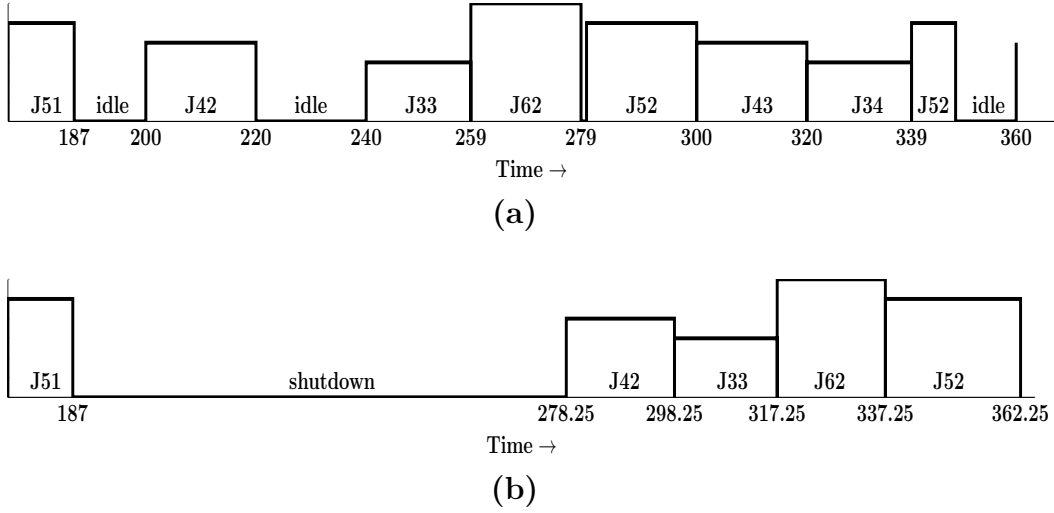 J51 idle J42 idle J33 J62 J52 J43 J34 J52 idle
187 200 220 240 259 279 300 320 339 360
Time →
(a)
J51 shutdown J42 J33 J62 J52
187 278.25 298.25 317.25 337.25 362.25
Time →
(b)